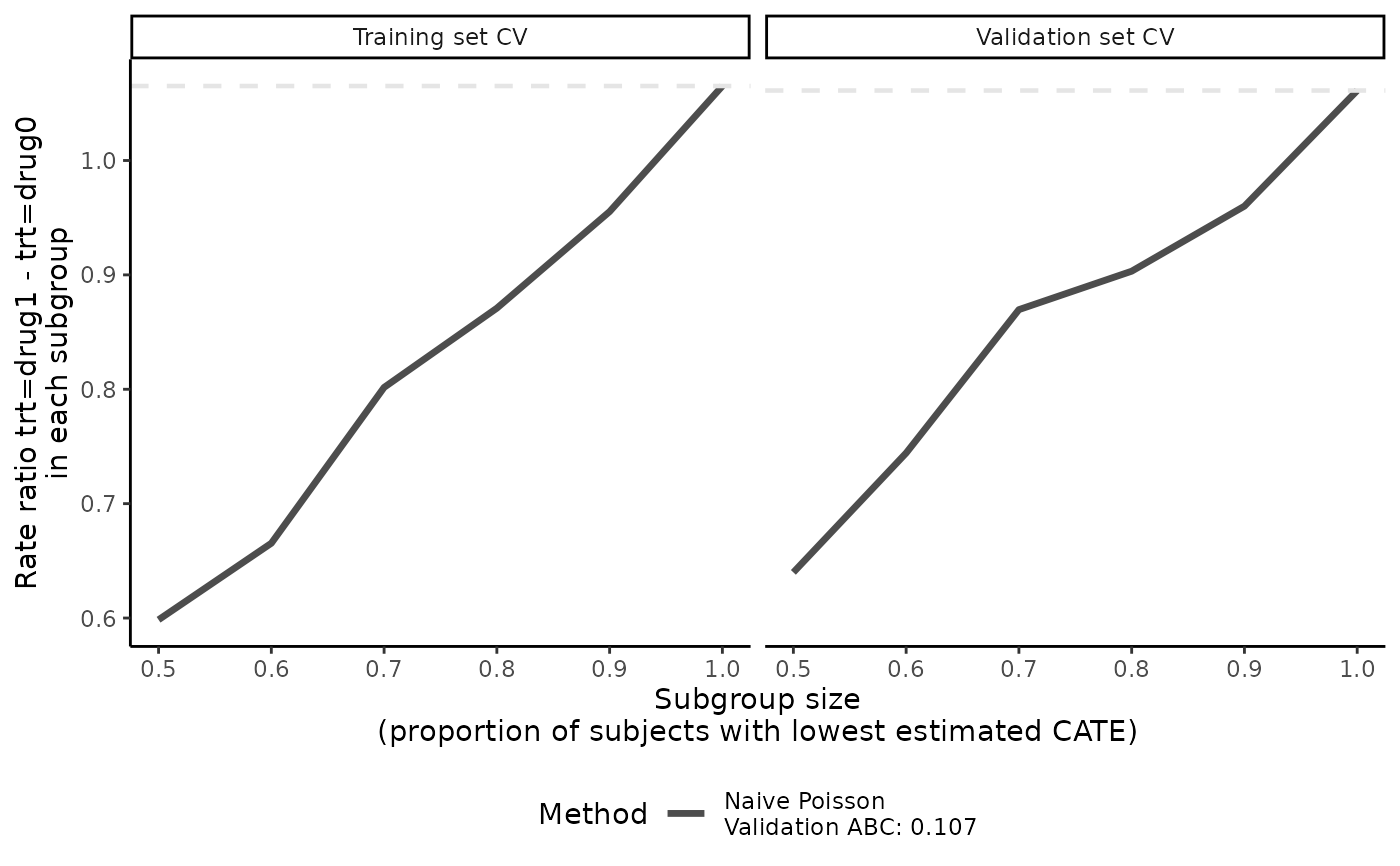 Training set CV
Validation set CV
Rate ratio trt=drug1 - trt=drug0
in each subgroup
1.0
0.9
0.8
0.7
0.6
0.5 0.6 0.7 0.8 0.9 1.0
0.5 0.6 0.7 0.8 0.9 1.0
Subgroup size
(proportion of subjects with lowest estimated CATE)
Method
Naive Poisson
Validation ABC: 0.107